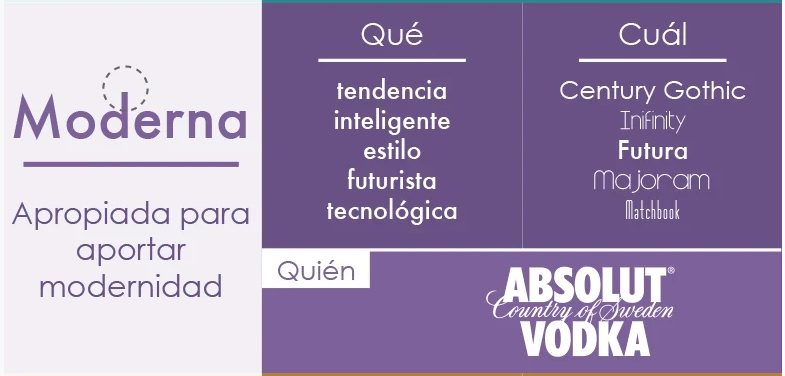 Moderna
Apropiada para
aportar
modernidad
Qué
tendencia
inteligente
estilo
futurista
tecnológica
Cuál
Century Gothic
Inifinity
Futura
Majoram
Matchbook
Quién
ABSOLUT®
Country of Sweden
VODKA